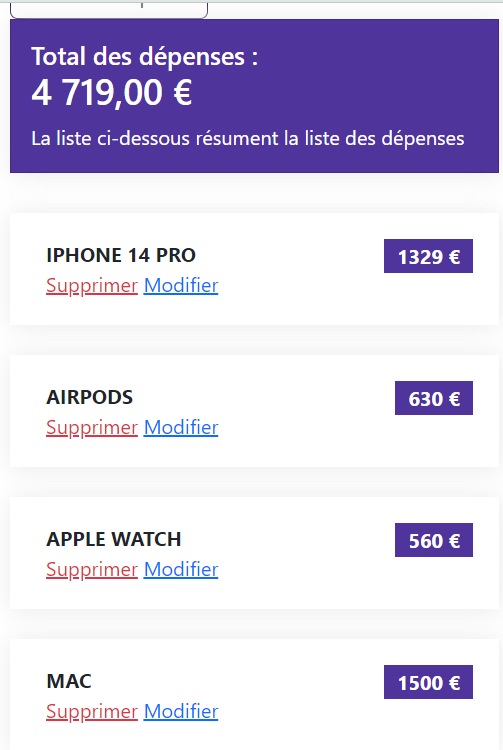 Total des dépenses :
4 719,00 €
La liste ci-dessous résument la liste des dépenses
IPHONE 14 PRO
1329 €
Supprimer Modifier
AIRPODS
630 €
Supprimer Modifier
APPLE WATCH
560 €
Supprimer Modifier
MAC
1500 €
Supprimer Modifier